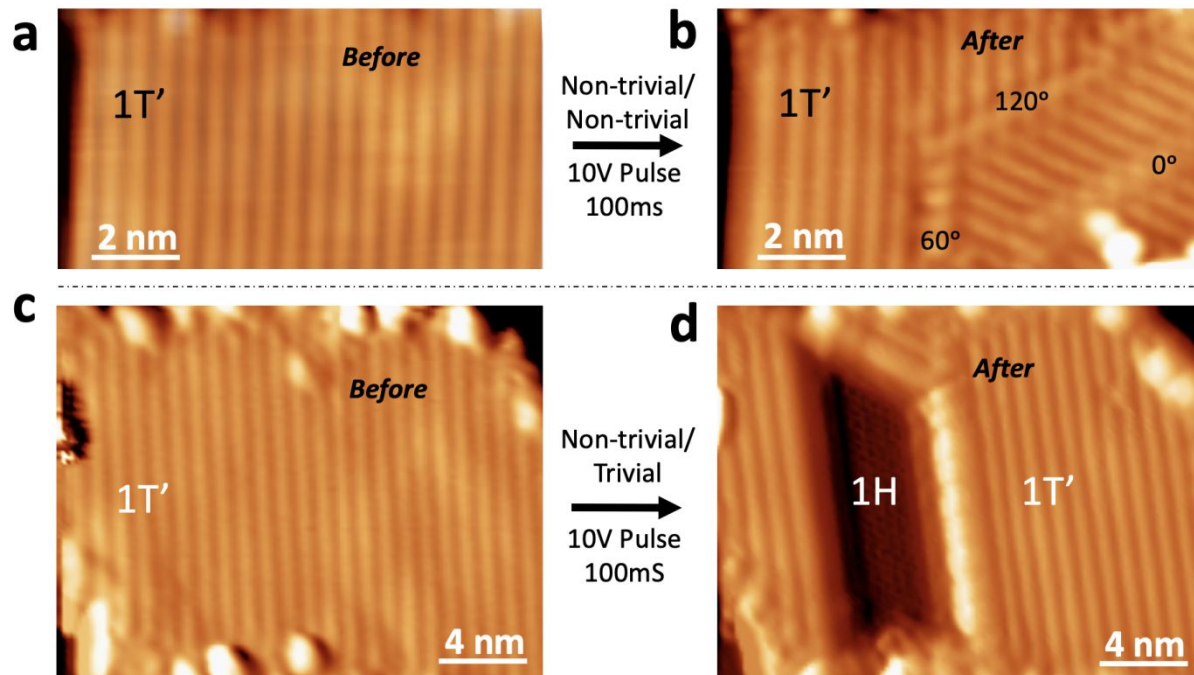 a
Before
1T’
2 nm
Non-trivial/
Non-trivial
10V Pulse
100ms
b
After
1T’
120°
0°
60°
2 nm
c
Before
1T’
4 nm
Non-trivial/
Trivial
10V Pulse
100mS
d
After
1H
1T’
4 nm